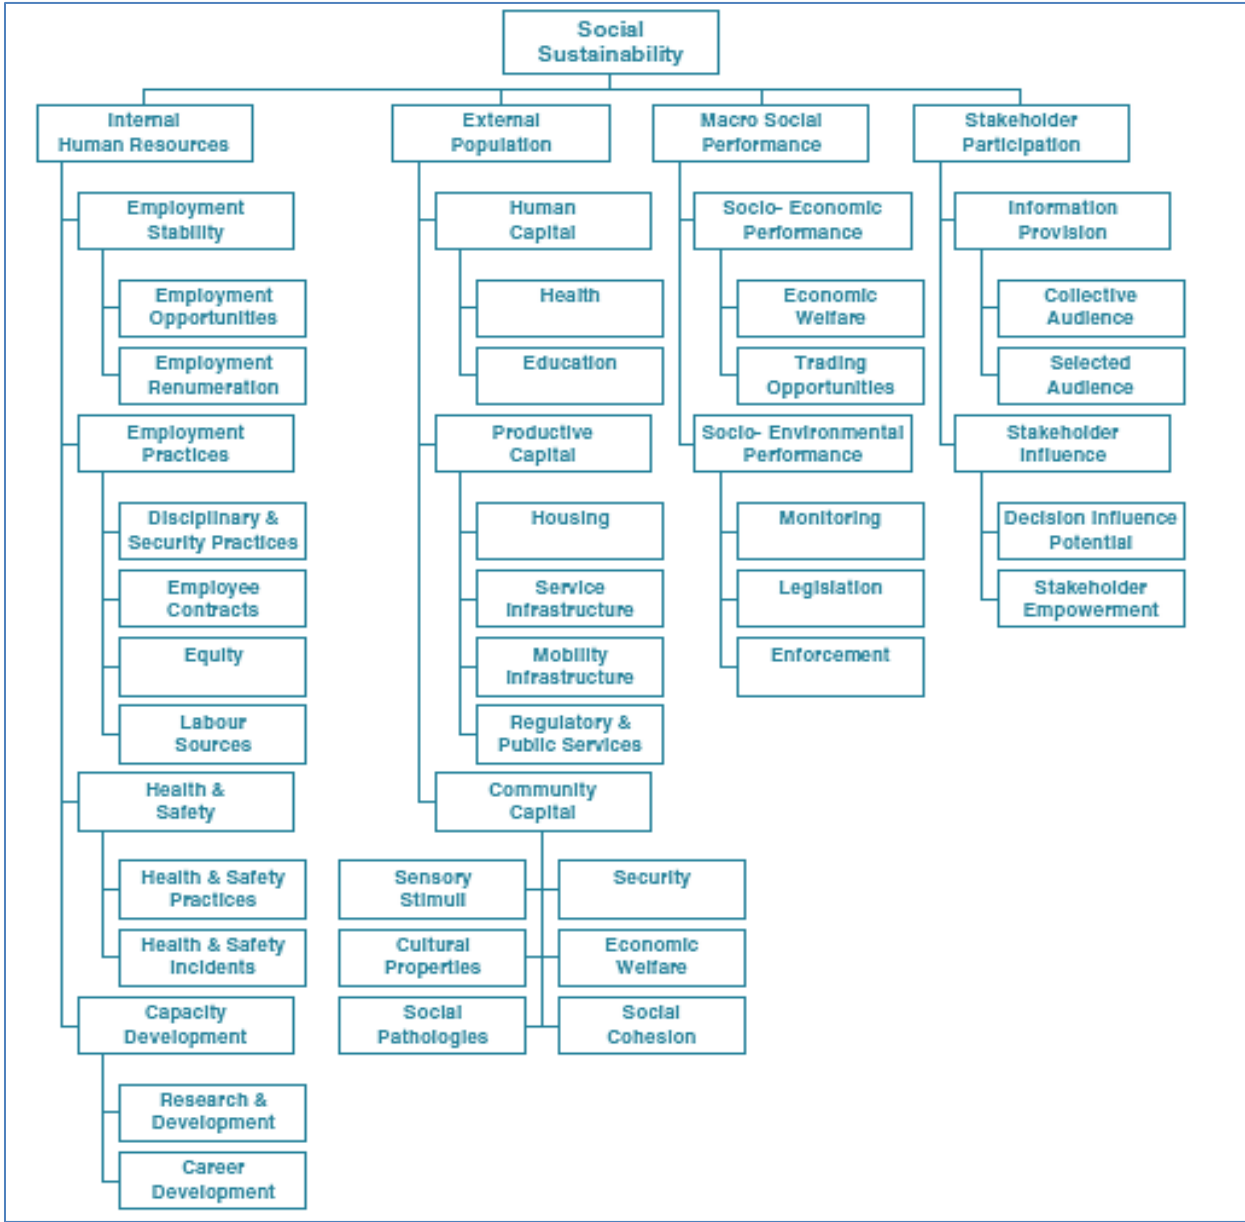 Social
Sustainability
Internal
Human Resources
External
Population
Macro Social
Performance
Stakeholder
Participation
Employment
Stability
Employment
Opportunities
Employment
Renumeration
Employment
Practices
Disciplinary &
Security Practices
Employee
Contracts
Equity
Labour
Sources
Health &
Safety
Health & Safety
Practices
Health & Safety
Incidents
Capacity
Development
Research &
Development
Career
Development
Human
Capital
Health
Education
Productive
Capital
Housing
Service
Infrastructure
Mobility
Infrastructure
Regulatory &
Public Services
Community
Capital
Sensory
Stimuli
Security
Cultural
Properties
Economic
Welfare
Social
Pathologies
Social
Cohesion
Socio- Economic
Performance
Economic
Welfare
Trading
Opportunities
Socio- Environmental
Performance
Monitoring
Legislation
Enforcement
Information
Provision
Collective
Audience
Selected
Audience
Stakeholder
Influence
Decision Influence
Potential
Stakeholder
Empowerment